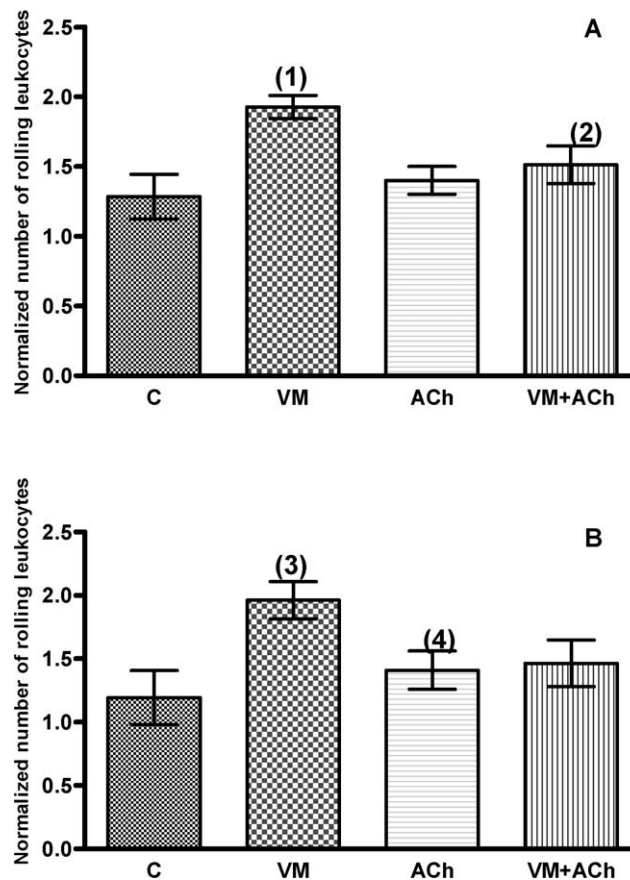 A
Normalized number of rolling leukocytes
2.5
2.0
1.5
1.0
0.5
0.0
(1)
(2)
C VM ACh VM+ACh
B
Normalized number of rolling leukocytes
2.5
2.0
1.5
1.0
0.5
0.0
(3)
(4)
C VM ACh VM+ACh